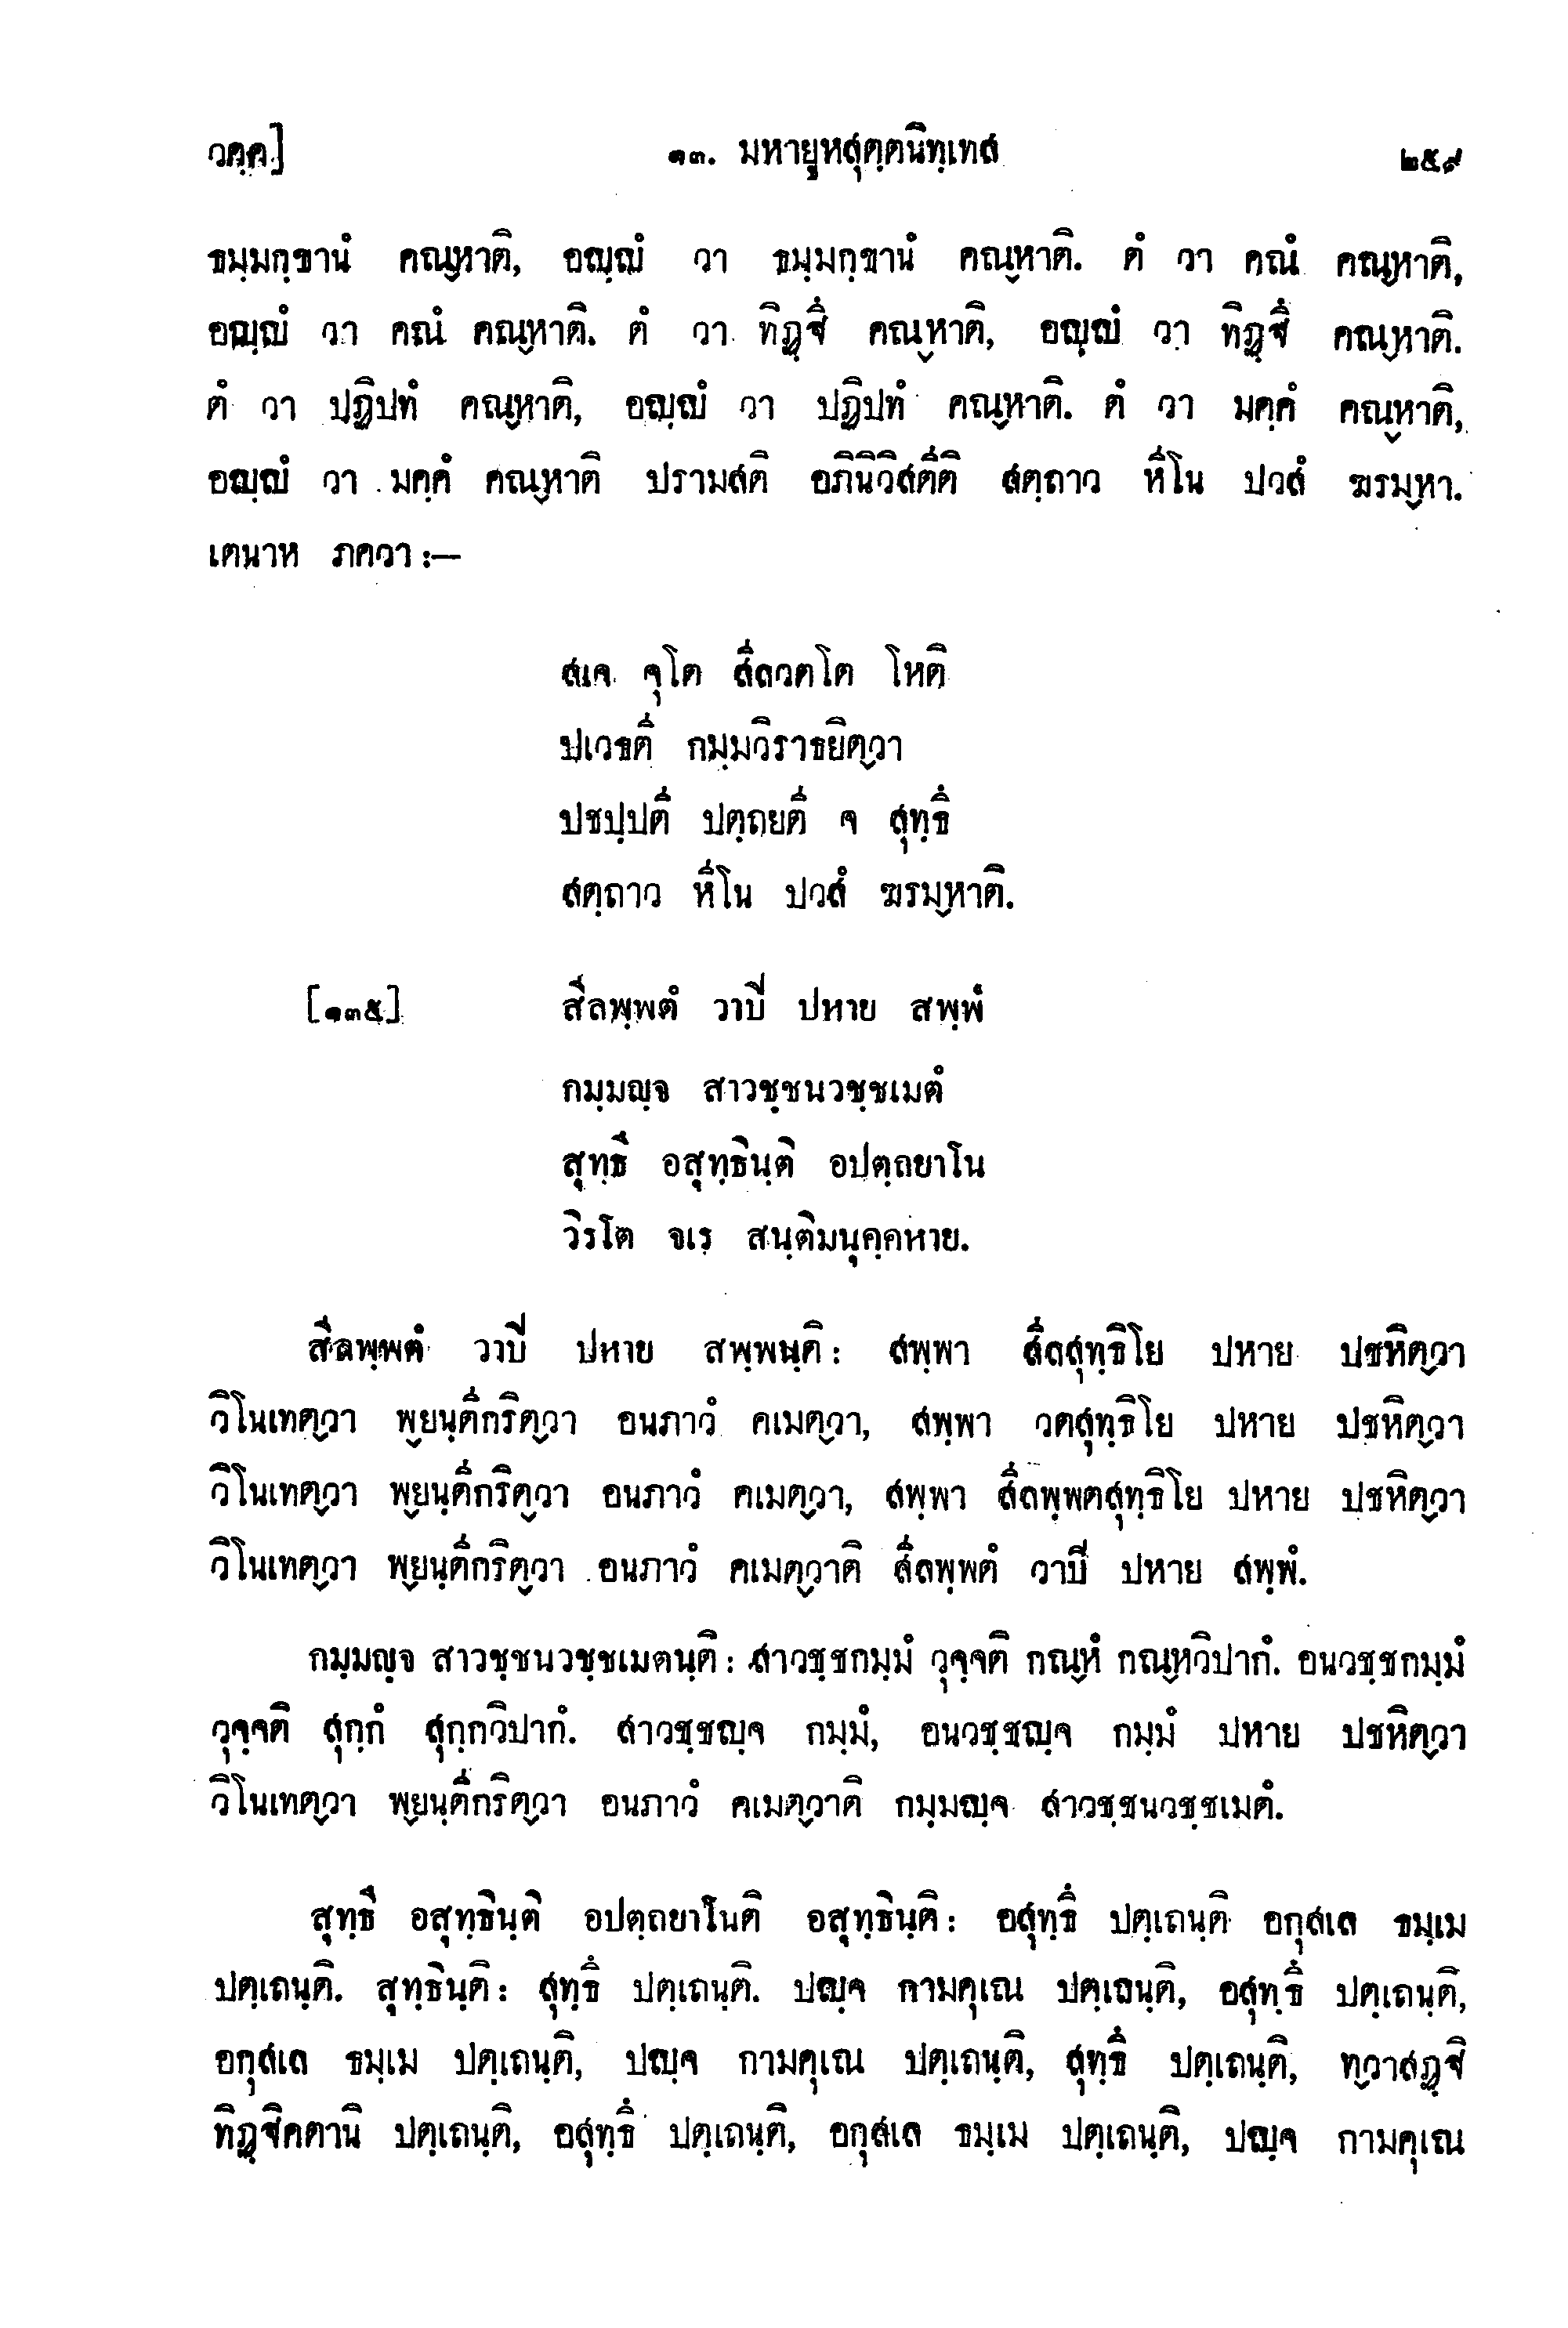 วคฺค]	๑๓. มหายูหสุตฺตนิทฺเทส	๒๕๙
ธมฺมกฺขานํ คณฺหาติ, อญฺญํ วา ธมฺมกฺขานํ คณฺหาติ. ตํ วา คณํ คณฺหาติ,
อญฺญํ วา คณํ คณฺหาติ. ตํ วา ทิฏฺฐึ คณฺหาติ, อญฺญํ วา ทิฏฺฐึ คณฺหาติ.
ตํ วา ปฏิปทํ คณฺหาติ, อญฺญํ วา ปฏิปทํ คณฺหาติ. ตํ วา มคฺคํ คณฺหาติ,
อญฺญํ วา มคฺคํ คณฺหาติ ปรามสติ อภินิวิสตีติ สตฺถาว หีโน ปวสํ ฆรมฺหา.
เตนาห ภควา :—
สเจ จุโต สีลวตโต โหติ
ปเวธตี กมฺมวิราธยิตฺวา
ปชปฺปตี ปตฺถยตี จ สุทฺธึ
สตฺถาว หีโน ปวสํ ฆรมฺหาติ.
[๑๓๕]	สีลพฺพตํ วาปี ปหาย สพฺพํ
กมฺมญฺจ สาวชฺชนวชฺชเมตํ
สุทฺธี อสุทฺธินฺติ อปตฺถยาโน
วิรโต จเร สนฺติมนุคฺคหาย.
สีลพฺพตํ วาปี ปหาย สพฺพนฺติ : สพฺพา สีลสุทฺธิโย ปหาย ปชหิตฺวา
วิโนเทตฺวา พฺยนฺตีกริตฺวา อนภาวํ คเมตฺวา, สพฺพา วตสุทฺธิโย ปหาย ปชหิตฺวา
วิโนเทตฺวา พฺยนฺตีกริตฺวา อนภาวํ คเมตฺวา, สพฺพา สีลพฺพตสุทฺธิโย ปหาย ปชหิตฺวา
วิโนเทตฺวา พฺยนฺตีกริตฺวา อนภาวํ คเมตฺวาติ สีลพฺพตํ วาปี ปหาย สพฺพํ.
กมฺมญฺจ สาวชฺชนวชฺชเมตนฺติ : สาวชฺชกมฺมํ วุจฺจติ กณฺหํ กณฺหวิปากํ. อนวชฺชกมฺมํ
วุจฺจติ สุกฺกํ สุกฺกวิปากํ. สาวชฺชญฺจ กมฺมํ, อนวชฺชญฺจ กมฺมํ ปหาย ปชหิตฺวา
วิโนเทตฺวา พฺยนฺตีกริตฺวา อนภาวํ คเมตฺวาติ กมฺมญฺจ สาวชฺชนวชฺชเมตํ.
สุทฺธี อสุทฺธินฺติ อปตฺถยาโนติ อสุทฺธินฺติ : อสุทฺธึ ปตฺเถนฺติ อกุสเล ธมฺเม
ปตฺเถนฺติ. สุทฺธินฺติ : สุทฺธึ ปตฺเถนฺติ. ปญฺจ กามคุเณ ปตฺเถนฺติ, อสุทฺธึ ปตฺเถนฺติ,
อกุสเล ธมฺเม ปตฺเถนฺติ, ปญฺจ กามคุเณ ปตฺเถนฺติ, สุทฺธึ ปตฺเถนฺติ, ทฺวาสฏฺฐี
ทิฏฺฐิคตานิ ปตฺเถนฺติ, อสุทฺธึ ปตฺเถนฺติ, อกุสเล ธมฺเม ปตฺเถนฺติ, ปญฺจ กามคุเณ